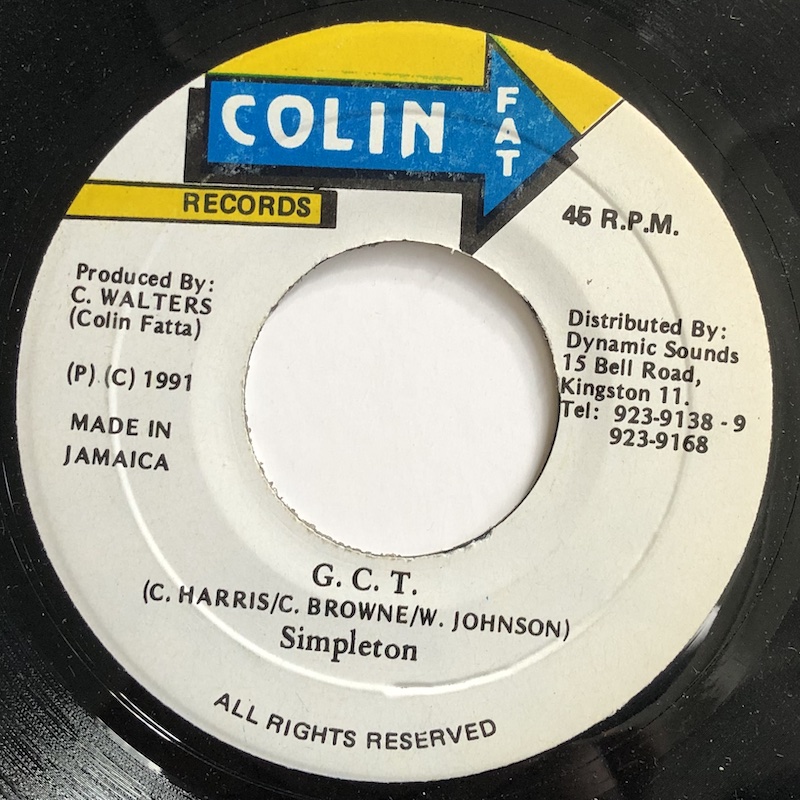 COLIN
FAT
RECORDS
45 R.P.M.
Produced By:
C. WALTERS
(Colin Fatta)
(P) (C) 1991
MADE IN
JAMAICA
Distributed By:
Dynamic Sounds
15 Bell Road,
Kingston 11.
Tel: 923-9138 - 9
923-9168
G. C. T.
(C. HARRIS/C. BROWNE/W. JOHNSON)
Simpleton
ALL RIGHTS RESERVED